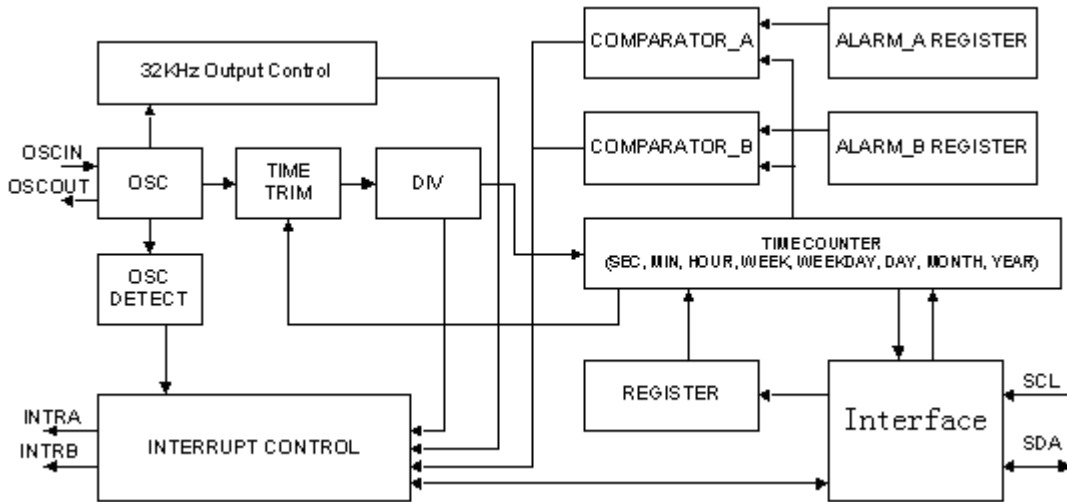 COMPARATOR_A
ALARM_A REGISTER
32KHz Output Control
COMPARATOR_B
ALARM_B REGISTER
OSCIN
OSCOUT
OSC
TIME
TRIM
DIV
TIMECOUNTER
(SEC, MIN, HOUR, WEEK, WEEKDAY, DAY, MONTH, YEAR)
OSC
DETECT
REGISTER
Interface
SCL
SDA
INTRA
INTRB
INTERRUPT CONTROL